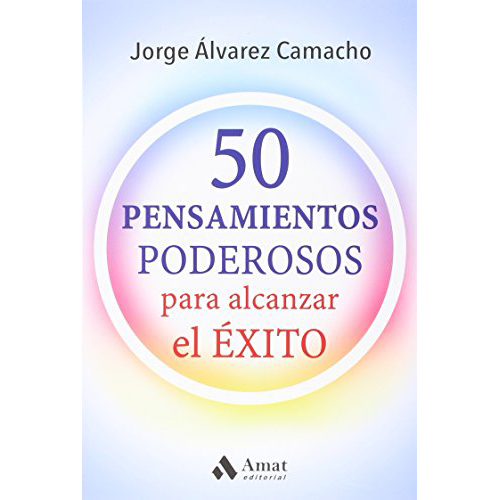 Jorge Álvarez Camacho
50
PENSAMIENTOS
PODEROSOS
para alcanzar
el ÉXITO
Amat
editorial